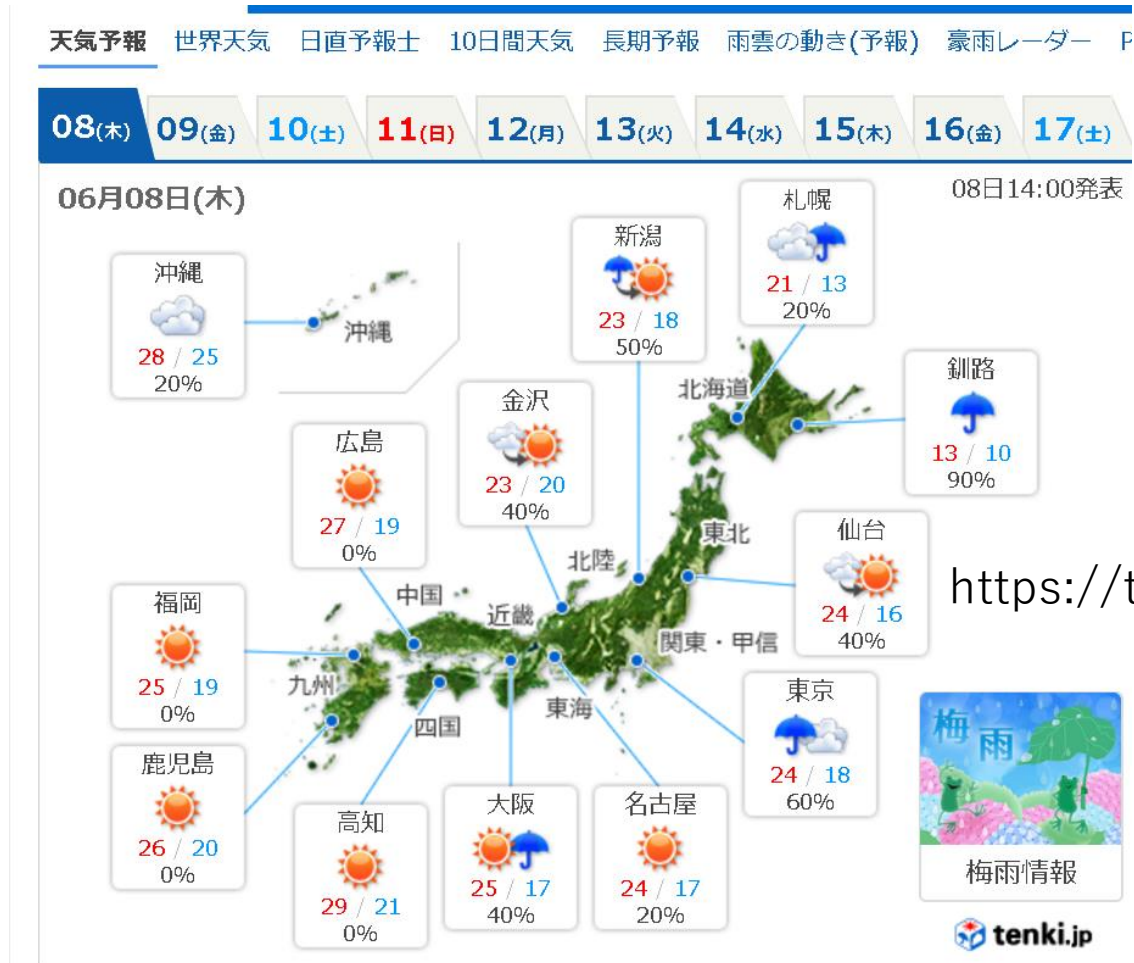 天気予報 世界天気 日直予報士 10日間天気 長期予報 雨雲の動き(予報) 豪雨レーダー P
08(木) 09(金) 10(土) 11(日) 12(月) 13(火) 14(水) 15(木) 16(金) 17(土)
06月08日(木)
08日14:00発表
札幌
21 / 13
20%
新潟
23 / 18
50%
沖縄
28 / 25
20%
沖縄
北海道
釧路
13 / 10
90%
金沢
23 / 20
40%
広島
27 / 19
0%
東北
仙台
24 / 16
40%
北陸
https://t
中国
近畿
関東・甲信
福岡
25 / 19
0%
九州
四国
東海
東京
24 / 18
60%
梅雨
鹿児島
26 / 20
0%
高知
29 / 21
0%
大阪
25 / 17
40%
名古屋
24 / 17
20%
梅雨情報
tenki.jp